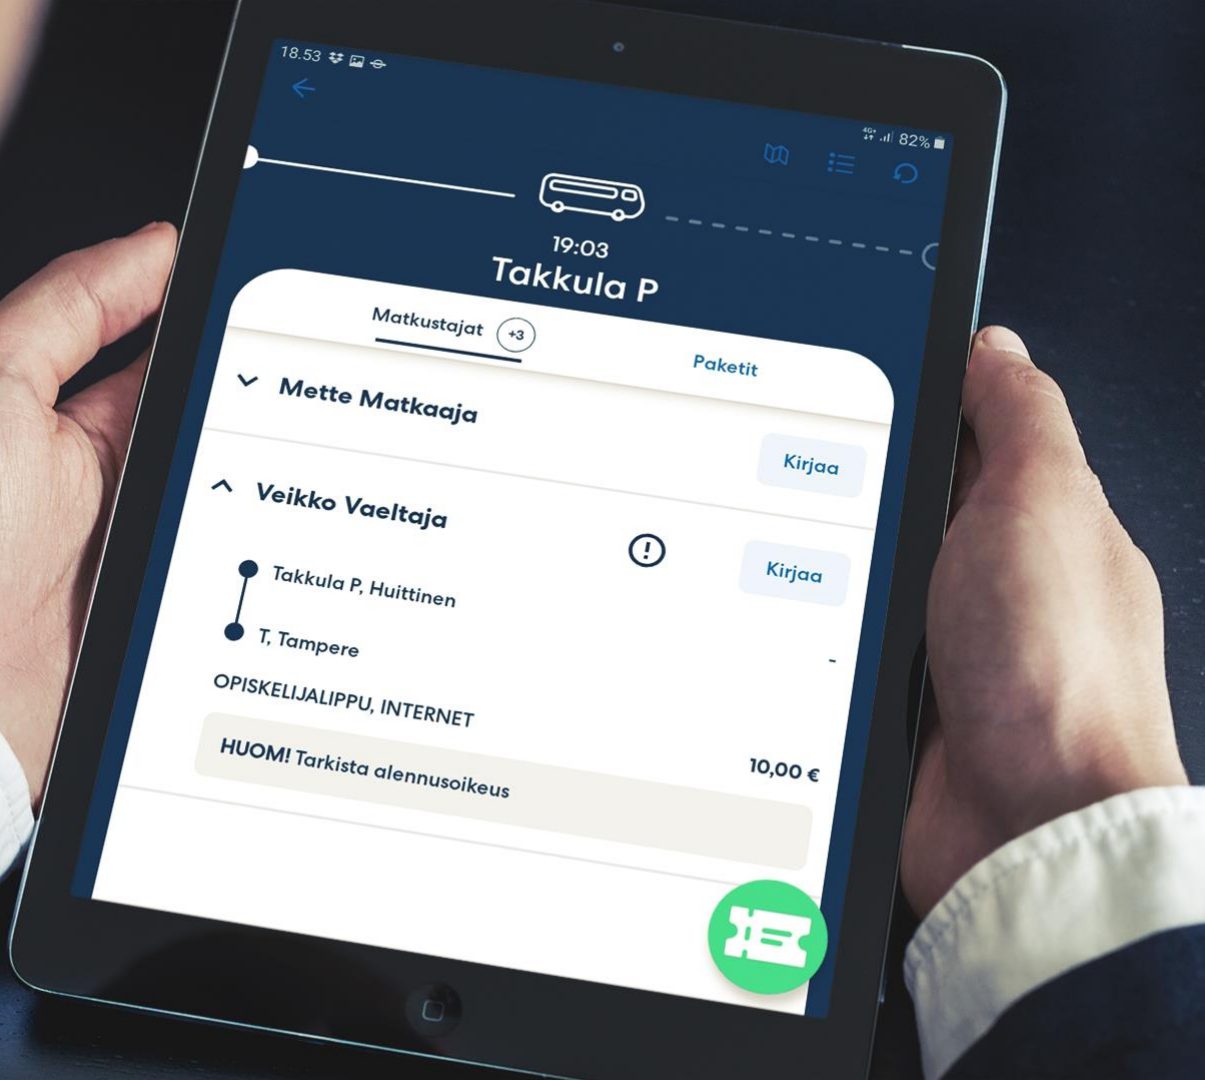 18.53
4G+ 82%
19:03
Takkula P
Matkustajat +3
Paketit
Mette Matkaaja
Kirjaa
Veikko Vaeltaja
Kirjaa
Takkula P, Huittinen
T, Tampere
-
OPISKELIJALIPPU, INTERNET
10,00 €
HUOM! Tarkista alennusoikeus